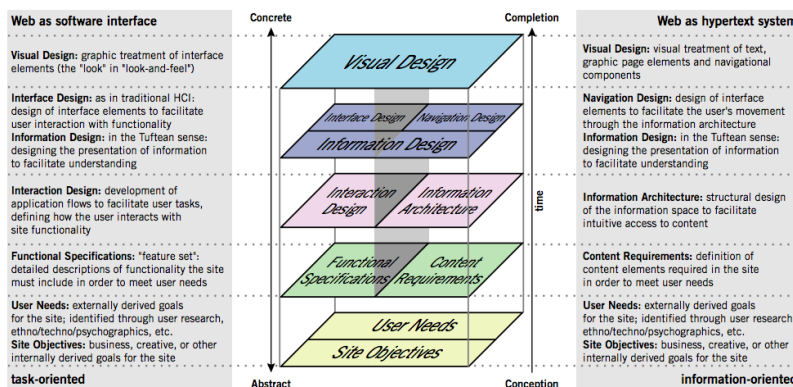 Web as software interface
Visual Design: graphic treatment of interface
elements (the "look" in "look-and-feel")
Interface Design: as in traditional HCI:
design of interface elements to facilitate
user interaction with functionality
Information Design: in the Tuftean sense:
designing the presentation of information
to facilitate understanding
Interaction Design: development of
application flows to facilitate user tasks,
defining how the user interacts with
site functionality
Functional Specifications: "feature set":
detailed descriptions of functionality the site
must include in order to meet user needs
User Needs: externally derived goals
for the site; identified through user research,
ethno/techno/psychographics, etc.
Site Objectives: business, creative, or other
internally derived goals for the site
task-oriented
Concrete
Completion
Visual Design
Interface Design
Navigation Design
Information Design
Interaction
Design
Information
Architecture
Functional
Specifications
Content
Requirements
User Needs
Site Objectives
time
Abstract
Conception
Web as hypertext system
Visual Design: visual treatment of text,
graphic page elements and navigational
components
Navigation Design: design of interface
elements to facilitate the user's movement
through the information architecture
Information Design: in the Tuftean sense:
designing the presentation of information
to facilitate understanding
Information Architecture: structural design
of the information space to facilitate
intuitive access to content
Content Requirements: definition of
content elements required in the site
in order to meet user needs
User Needs: externally derived goals
for the site; identified through user research
ethno/techno/psychographics, etc.
Site Objectives: business, creative, or other
internally derived goals for the site
information-oriented